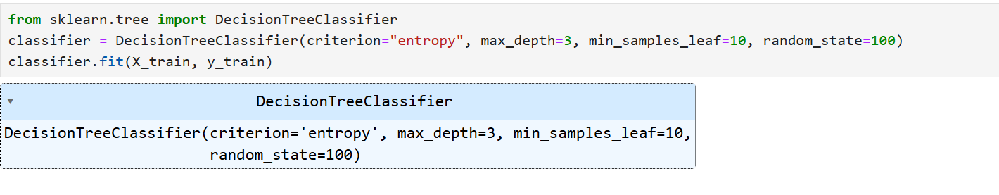 from sklearn.tree import DecisionTreeClassifier
classifier = DecisionTreeClassifier(criterion="entropy", max_depth=3, min_samples_leaf=10, random_state=100)
classifier.fit(X_train, y_train)
DecisionTreeClassifier
DecisionTreeClassifier(criterion='entropy', max_depth=3, min_samples_leaf=10,
random_state=100)